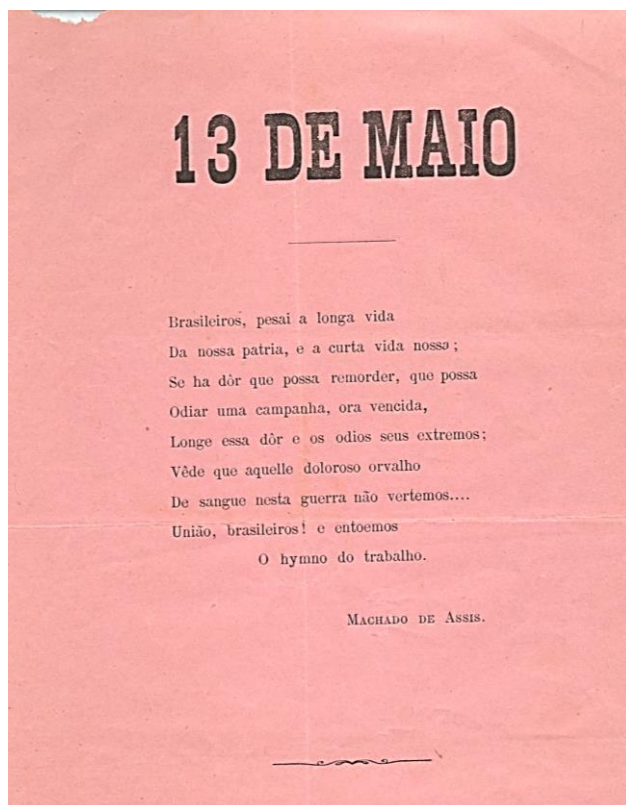 13 DE MAIO
Brasileiros, pesai a longa vida
Da nossa patria, e a curta vida nossa;
Se ha dôr que possa remorder, que possa
Odiar uma campanha, ora vencida,
Longe essa dôr e os odios seus extremos;
Vêde que aquelle doloroso orvalho
De sangue nesta guerra não vertemos....
União, brasileiros! e entoemos
O hymno do trabalho.
MACHADO DE ASSIS.